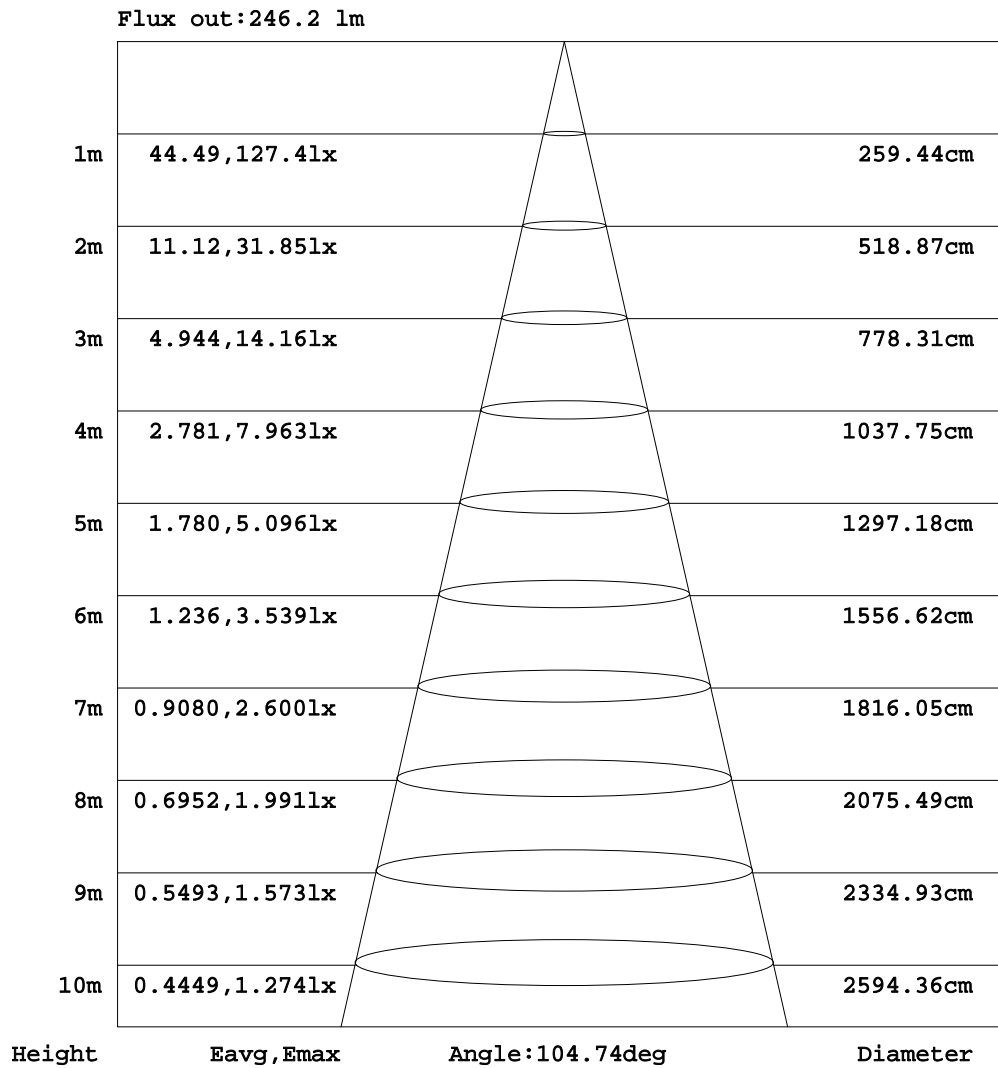 Flux out:246.2 lm
1m 44.49,127.4lx 259.44cm
2m 11.12,31.85lx 518.87cm
3m 4.944,14.16lx 778.31cm
4m 2.781,7.963lx 1037.75cm
5m 1.780,5.096lx 1297.18cm
6m 1.236,3.539lx 1556.62cm
7m 0.9080,2.600lx 1816.05cm
8m 0.6952,1.991lx 2075.49cm
9m 0.5493,1.573lx 2334.93cm
10m 0.4449,1.274lx 2594.36cm
Height Eavg,Emax Angle:104.74deg Diameter